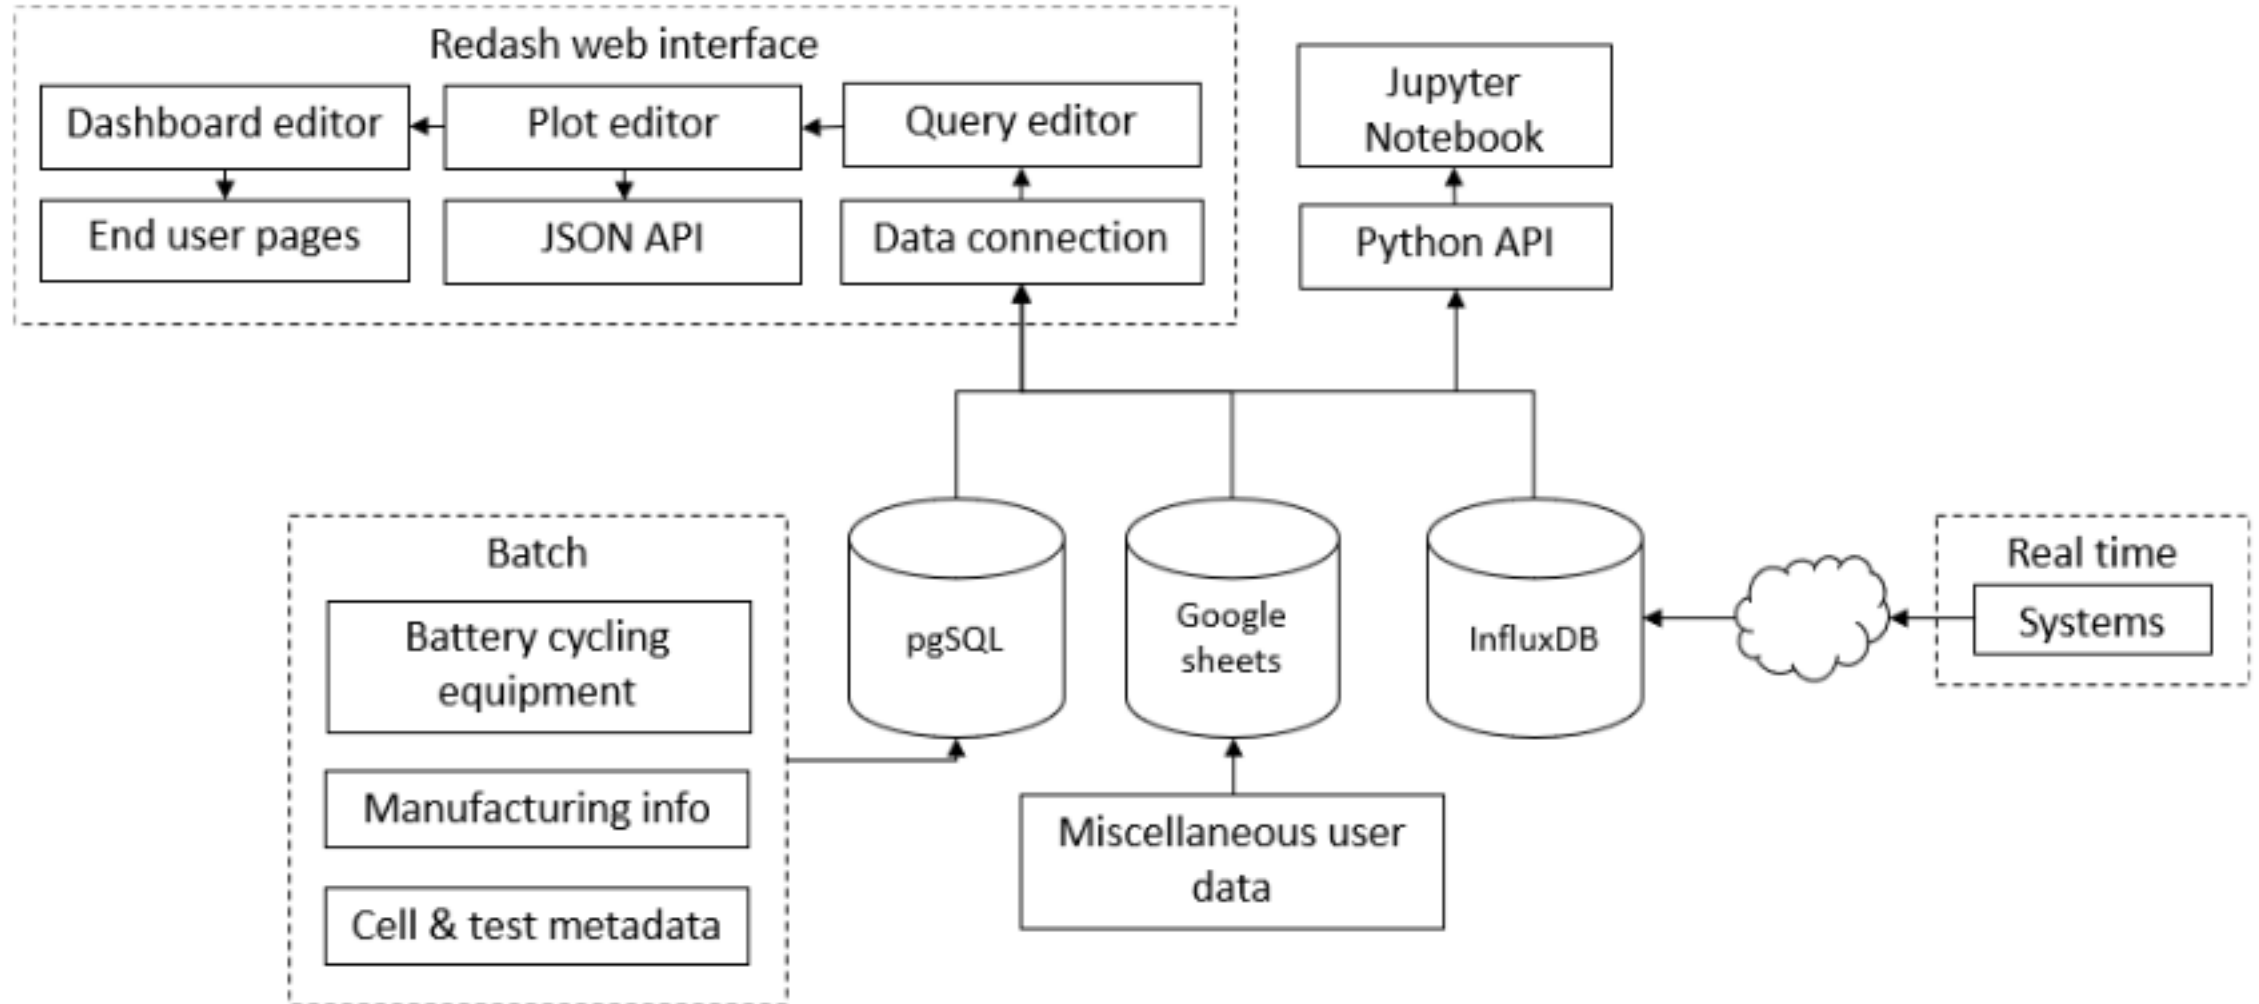 Redash web interface
Dashboard editor
Plot editor
Query editor
Jupyter
Notebook
End user pages
JSON API
Data connection
Python API
Batch
Battery cycling
equipment
Manufacturing info
Cell & test metadata
pgSQL
Google
sheets
InfluxDB
Real time
Systems
Miscellaneous user
data